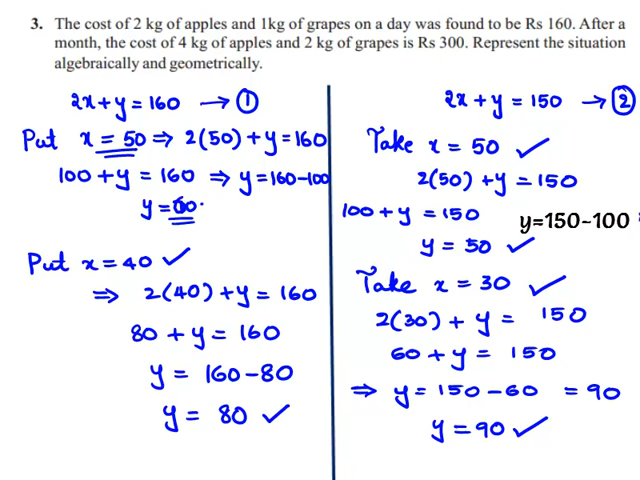 3. The cost of 2 kg of apples and 1kg of grapes on a day was found to be Rs 160. After a
month, the cost of 4 kg of apples and 2 kg of grapes is Rs 300. Represent the situation
algebraically and geometrically.
2x+y = 160 → ①
Put x = 50 ⇒ 2(50)+y=160
100+y = 160 ⇒ y=160-100
y=60
Put x=40 ✓
⇒ 2(40)+y = 160
80 + y = 160
y = 160-80
y = 80 ✓
2x+y = 150 → ②
Take x = 50 ✓
2(50) +y = 150
100+y = 150 y=150-100
y = 50 ✓
Take x = 30 ✓
2(30) + y = 150
60 + y = 150
⇒ y = 150 - 60 = 90
y = 90 ✓